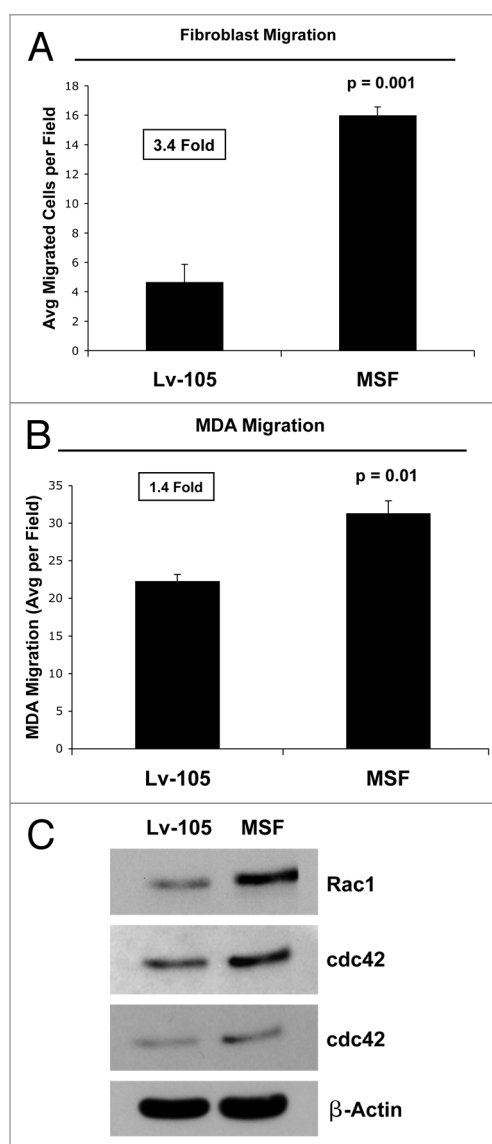 A
Fibroblast Migration
p = 0.001
3.4 Fold
Avg Migrated Cells per Field
18
16
14
12
10
8
6
4
2
0
Lv-105 MSF
B
MDA Migration
p = 0.01
1.4 Fold
MDA Migration (Avg per Field)
35
30
25
20
15
10
5
0
Lv-105 MSF
C
Lv-105 MSF
Rac1
cdc42
cdc42
β-Actin